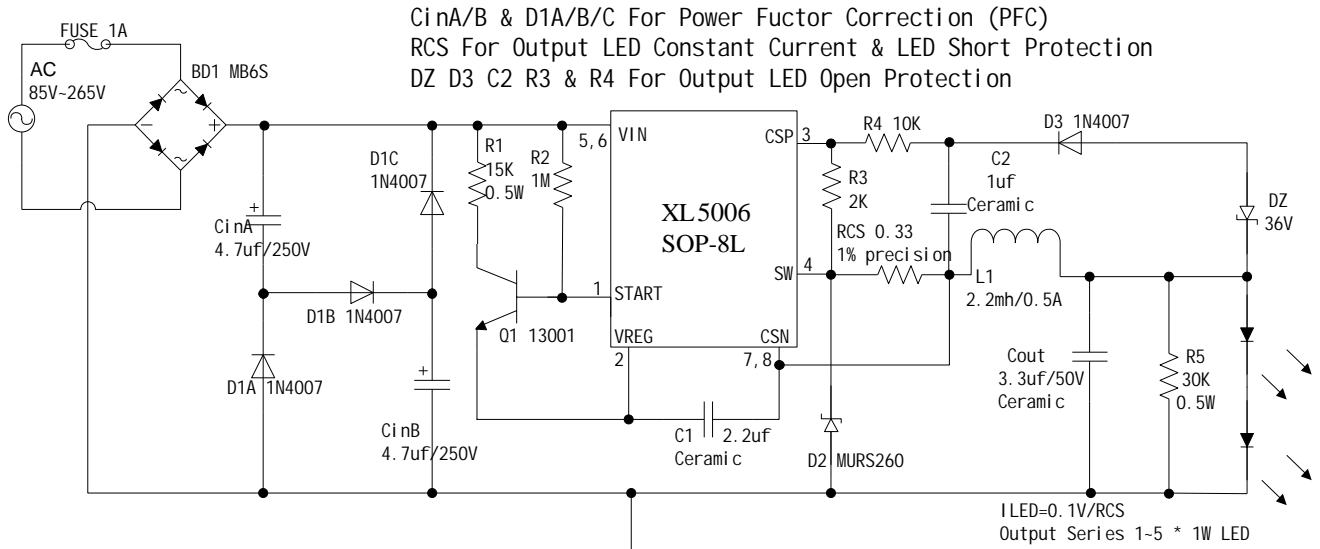 CinA/B & D1A/B/C For Power Fuctor Correction (PFC)
RCS For Output LED Constant Current & LED Short Protection
DZ D3 C2 R3 & R4 For Output LED Open Protection
FUSE 1A
AC
85V~265V
BD1 MB6S
−
+
~
~
5,6
VIN
CSP
3
R4 10K
D3 1N4007
R1
15K
0.5W
R2
1M
D1C
1N4007
R3
2K
C2
1uf
Ceramic
DZ
36V
XL5006
SOP-8L
+
CinA
4.7uf/250V
RCS 0.33
1% precision
SW
4
L1
2.2mh/0.5A
1
START
D1B 1N4007
Q1 13001
VREG
2
CSN
7,8
D1A 1N4007
+
CinB
4.7uf/250V
Cout
3.3uf/50V
Ceramic
R5
30K
0.5W
C1
2.2uf
Ceramic
D2 MURS260
ILED=0.1V/RCS
Output Series 1~5 * 1W LED